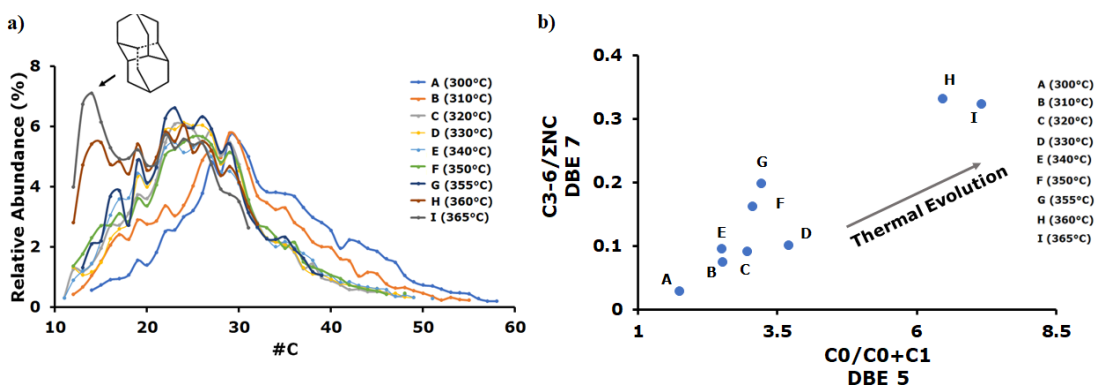 a)
Relative Abundance (%)
8
6
4
2
0
11
20
30
40
50
60
#C
A (300°C)
B (310°C)
C (320°C)
D (330°C)
E (340°C)
F (350°C)
G (355°C)
H (360°C)
I (365°C)
b)
C3-6/ΣNC
DBE 7
0.4
0.3
0.2
0.1
0
1
3.5
6
8.5
C0/C0+C1
DBE 5
A
B
C
D
E
F
G
H
I
Thermal Evolution
A (300°C)
B (310°C)
C (320°C)
D (330°C)
E (340°C)
F (350°C)
G (355°C)
H (360°C)
I (365°C)